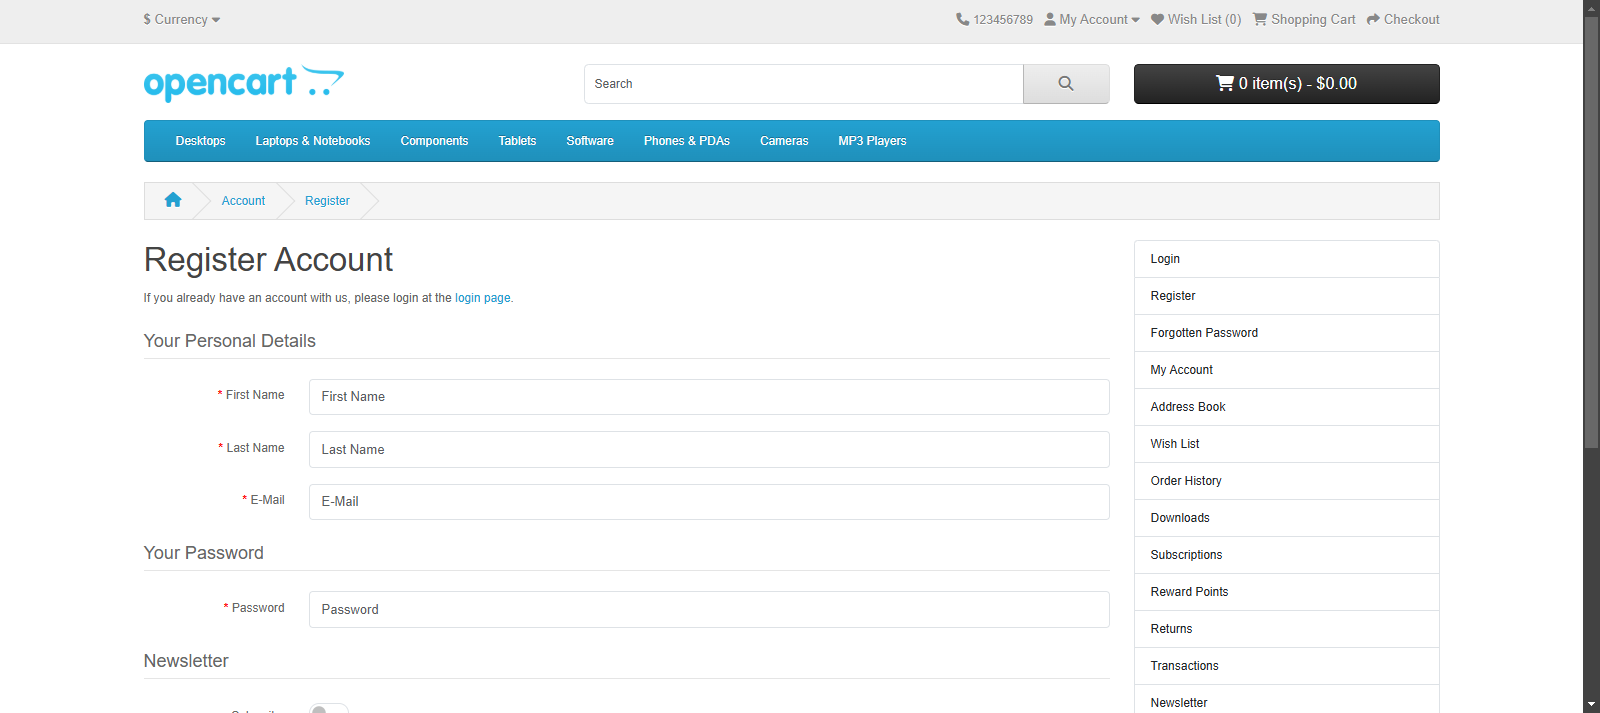 $ Currency
123456789 My Account Wish List (0) Shopping Cart Checkout
opencart
Search
0 item(s) - $0.00
Desktops Laptops & Notebooks Components Tablets Software Phones & PDAs Cameras MP3 Players
Account Register
Register Account
If you already have an account with us, please login at the login page.
Your Personal Details
* First Name First Name
* Last Name Last Name
* E-Mail E-Mail
Your Password
* Password Password
Newsletter
Login
Register
Forgotten Password
My Account
Address Book
Wish List
Order History
Downloads
Subscriptions
Reward Points
Returns
Transactions
Newsletter